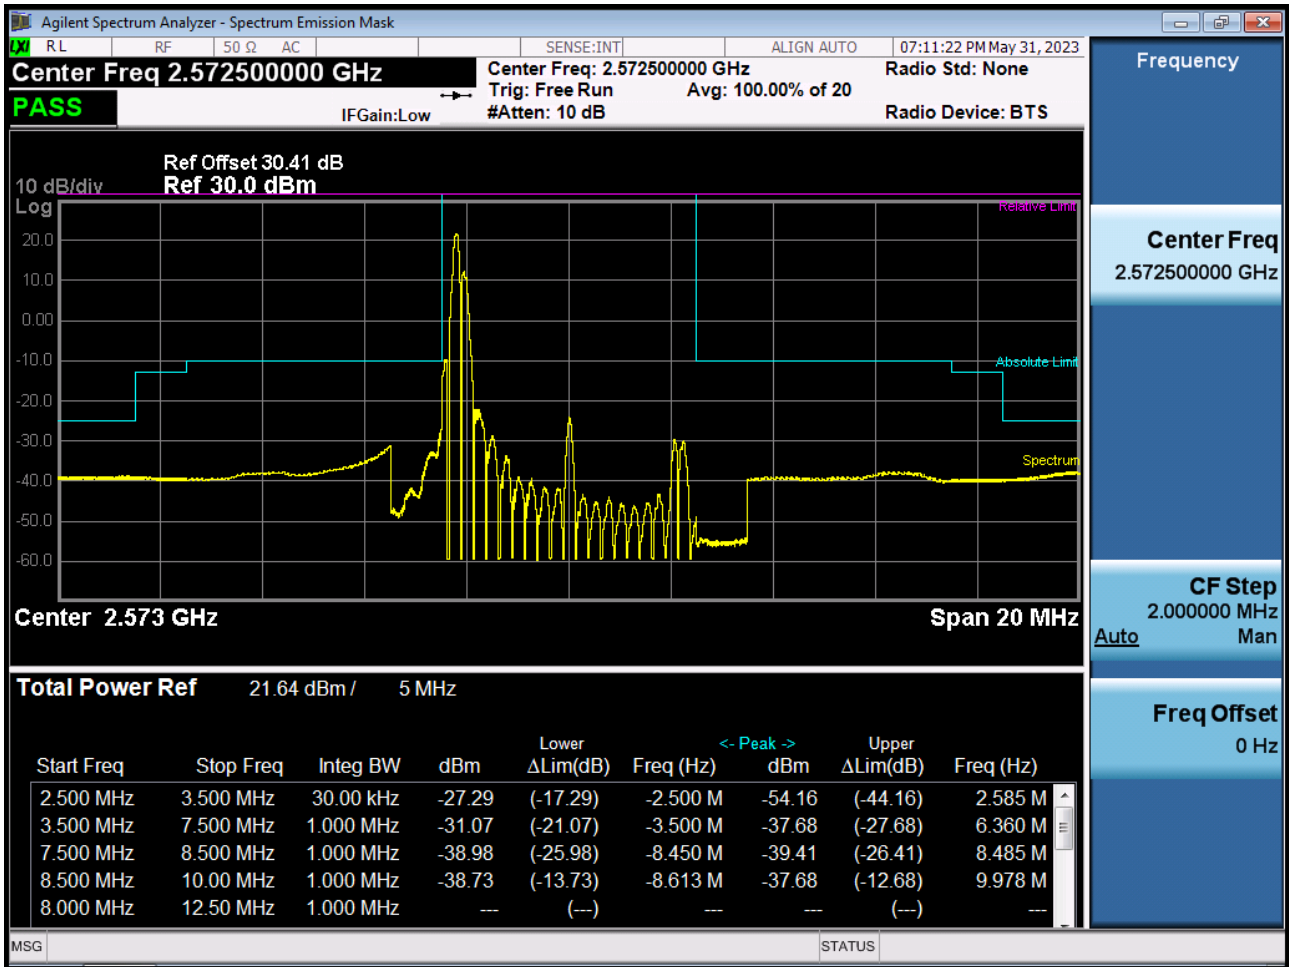 Agilent Spectrum Analyzer - Spectrum Emission Mask
LXI RL RF 50 Ω AC SENSE:INT ALIGN AUTO 07:11:22 PM May 31, 2023
Center Freq 2.572500000 GHz
PASS
IFGain:Low
Center Freq: 2.572500000 GHz
Trig: Free Run Avg: 100.00% of 20
#Atten: 10 dB
Radio Std: None
Radio Device: BTS
Ref Offset 30.41 dB
10 dB/div Ref 30.0 dBm
Log
Relative Limit
20.0
10.0
0.00
-10.0
Absolute Limit
-20.0
-30.0
Spectrum
-40.0
-50.0
-60.0
Center 2.573 GHz Span 20 MHz
Total Power Ref 21.64 dBm / 5 MHz
Lower <- Peak -> Upper
Start Freq Stop Freq Integ BW dBm ΔLim(dB) Freq (Hz) dBm ΔLim(dB) Freq (Hz)
2.500 MHz 3.500 MHz 30.00 kHz -27.29 (-17.29) -2.500 M -54.16 (-44.16) 2.585 M
3.500 MHz 7.500 MHz 1.000 MHz -31.07 (-21.07) -3.500 M -37.68 (-27.68) 6.360 M
7.500 MHz 8.500 MHz 1.000 MHz -38.98 (-25.98) -8.450 M -39.41 (-26.41) 8.485 M
8.500 MHz 10.00 MHz 1.000 MHz -38.73 (-13.73) -8.613 M -37.68 (-12.68) 9.978 M
8.000 MHz 12.50 MHz 1.000 MHz --- (---) --- --- (---) ---
MSG STATUS
Frequency
Center Freq
2.572500000 GHz
CF Step
2.000000 MHz
Auto Man
Freq Offset
0 Hz